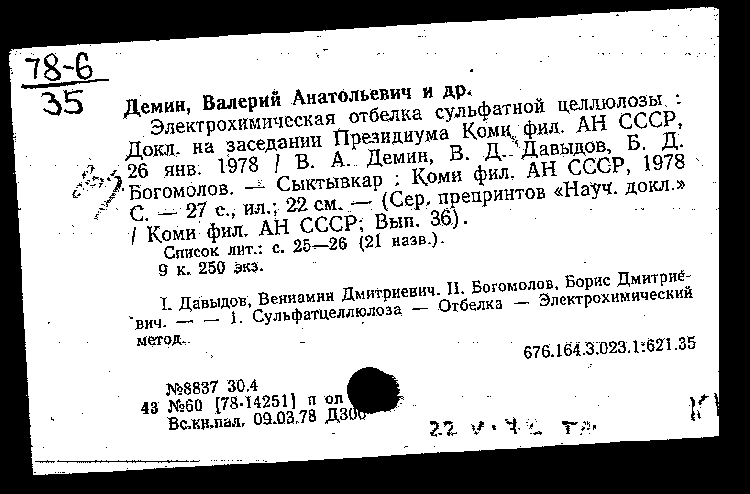 78-6
35
Демин, Валерий Анатольевич и др.
Электрохимическая отбелка сульфатной целлюлозы :
Докл. на заседании Президиума Коми фил. АН СССР,
26 янв. 1978 / В. А. Демин, В. Д. Давыдов, Б. Д.
Богомолов. — Сыктывкар : Коми фил. АН СССР, 1978
С. — 27 с., ил.; 22 см. — (Сер. препринтов «Науч. докл.»
/ Коми фил. АН СССР; Вып. 36).
Список лит.: с. 25—26 (21 назв.).
9 к. 250 экз.
I. Давыдов, Вениамин Дмитриевич. II. Богомолов, Борис Дмитрие-
вич. — — 1. Сульфатцеллюлоза — Отбелка — Электрохимический
метод.
676.164.3.023.1:621.35
№8837 30.4
43 №60 [78-14251] п ол
Вс.кн.пал. 09.03.78 Д306
22